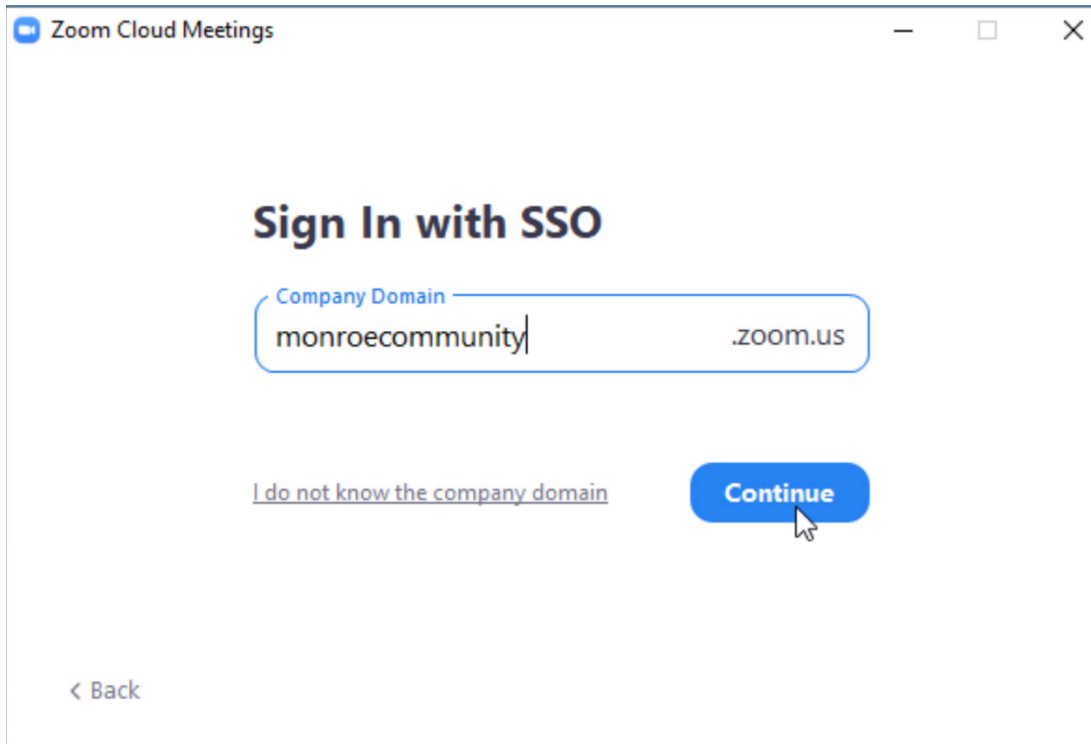 Zoom Cloud Meetings
Sign In with SSO
Company Domain
monroecommunity .zoom.us
I do not know the company domain Continue
< Back